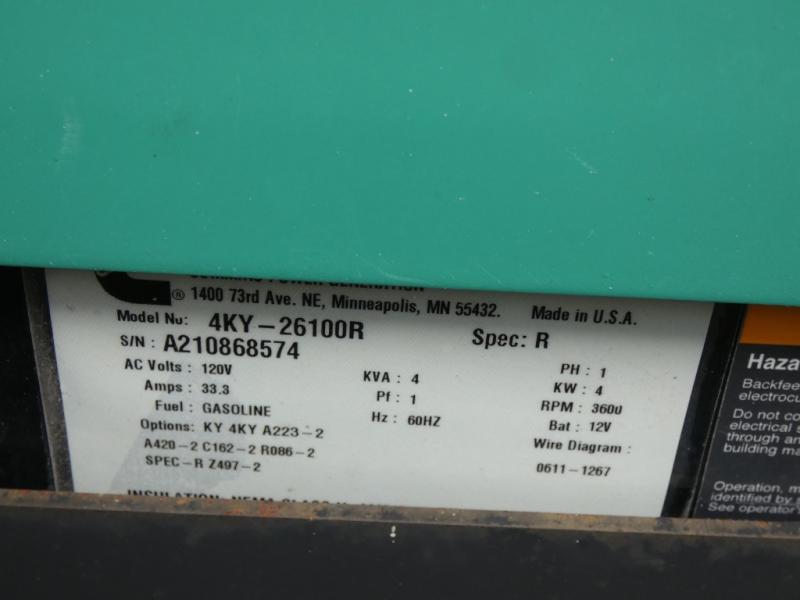 ® 1400 73rd Ave. NE, Minneapolis, MN 55432. Made in U.S.A.
Model No: 4KY-26100R Spec: R
S/N : A210868574
AC Volts : 120V KVA : 4 PH : 1
Amps : 33.3 Pf : 1 KW : 4
Fuel : GASOLINE Hz : 60HZ RPM : 3600
Options: KY 4KY A223-2 Bat : 12V
A420-2 C162-2 R086-2 Wire Diagram :
SPEC-R Z497-2 0611-1267
Haza
Backfee
electrocu
Do not co
electrical s
through an
building ma
Operation, m
identified by
See operator